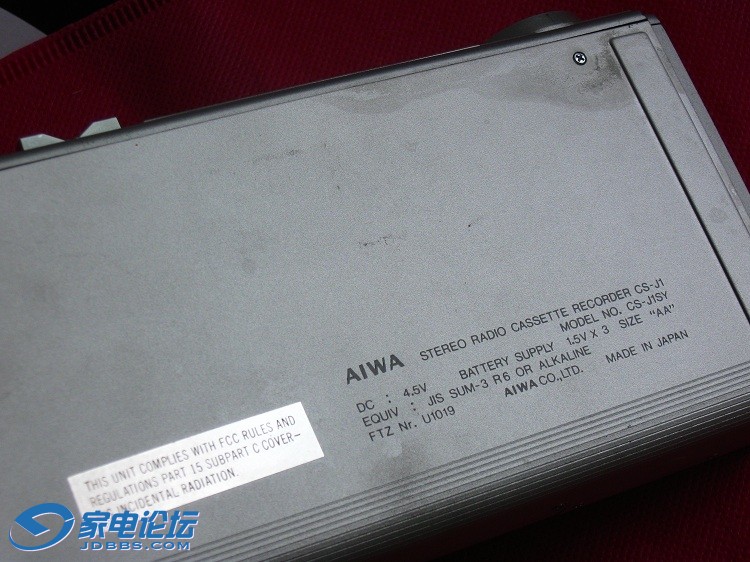 AIWA STEREO RADIO CASSETTE RECORDER CS-J1
MODEL NO. CS-J1SY
DC : 4.5V BATTERY SUPPLY 1.5V X 3 SIZE "AA"
EQUIV : JIS SUM-3 R6 OR ALKALINE
FTZ Nr. U1019 AIWA CO.,LTD. MADE IN JAPAN
THIS UNIT COMPLIES WITH FCC RULES AND
REGULATIONS PART 15 SUBPART C COVER-
INCIDENTAL RADIATION.
家电论坛
JDBBS.COM